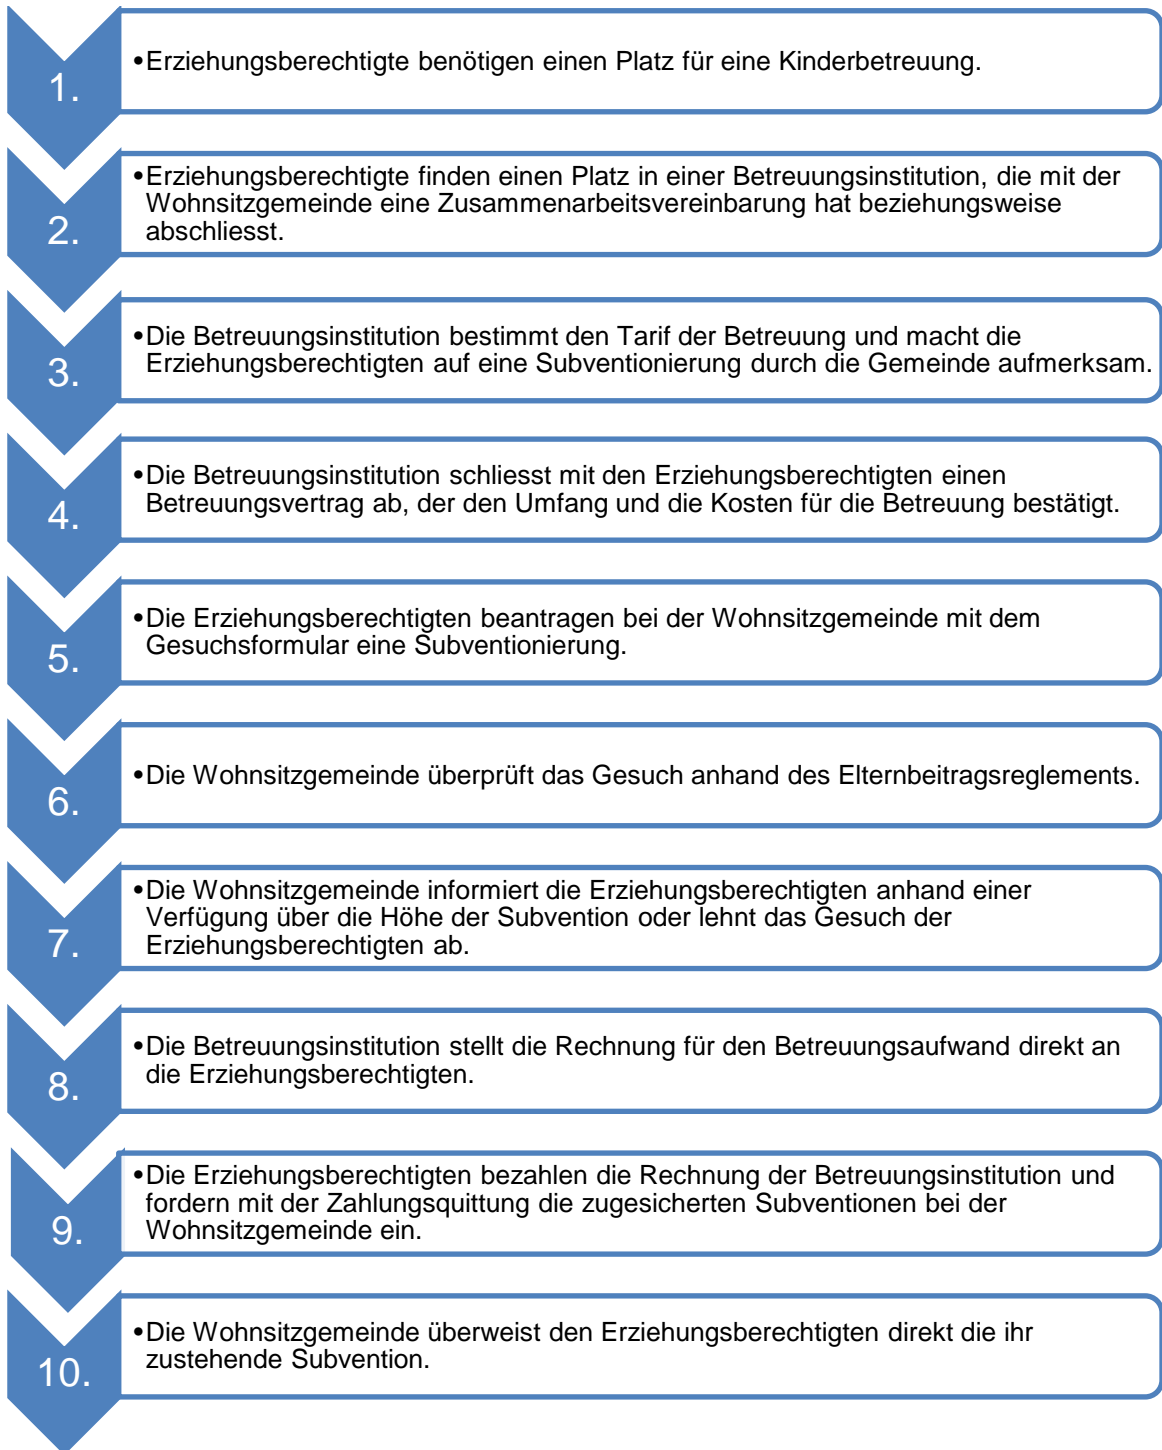 1.
•Erziehungsberechtigte benötigen einen Platz für eine Kinderbetreuung.
2.
•Erziehungsberechtigte finden einen Platz in einer Betreuungsinstitution, die mit der
Wohnsitzgemeinde eine Zusammenarbeitsvereinbarung hat beziehungsweise
abschliesst.
3.
•Die Betreuungsinstitution bestimmt den Tarif der Betreuung und macht die
Erziehungsberechtigten auf eine Subventionierung durch die Gemeinde aufmerksam.
4.
•Die Betreuungsinstitution schliesst mit den Erziehungsberechtigten einen
Betreuungsvertrag ab, der den Umfang und die Kosten für die Betreuung bestätigt.
5.
•Die Erziehungsberechtigten beantragen bei der Wohnsitzgemeinde mit dem
Gesuchsformular eine Subventionierung.
6.
•Die Wohnsitzgemeinde überprüft das Gesuch anhand des Elternbeitragsreglements.
7.
•Die Wohnsitzgemeinde informiert die Erziehungsberechtigten anhand einer
Verfügung über die Höhe der Subvention oder lehnt das Gesuch der
Erziehungsberechtigten ab.
8.
•Die Betreuungsinstitution stellt die Rechnung für den Betreuungsaufwand direkt an
die Erziehungsberechtigten.
9.
•Die Erziehungsberechtigten bezahlen die Rechnung der Betreuungsinstitution und
fordern mit der Zahlungsquittung die zugesicherten Subventionen bei der
Wohnsitzgemeinde ein.
10.
•Die Wohnsitzgemeinde überweist den Erziehungsberechtigten direkt die ihr
zustehende Subvention.